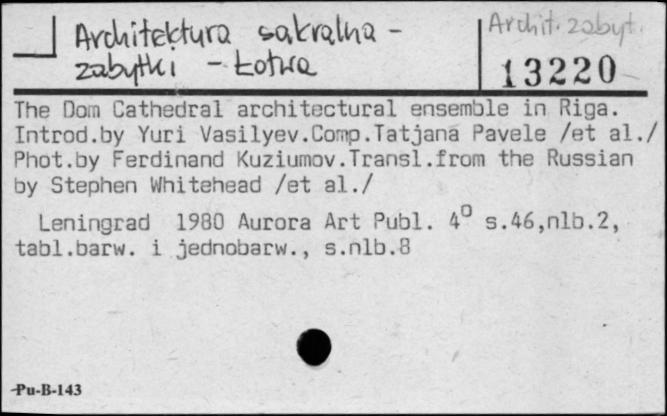 Architektura sakralna -
zabytki - Łotwa
Archit. zabyt.
13220
The Dom Cathedral architectural ensemble in Riga.
Introd.by Yuri Vasilyev.Comp.Tatjana Pavele /et al./
Phot.by Ferdinand Kuziumov.Transl.from the Russian
by Stephen Whitehead /et al./
Leningrad 1980 Aurora Art Publ. 4° s.46,nlb.2,
tabl.barw. i jednobarw., s.nlb.8
Pu-B-143